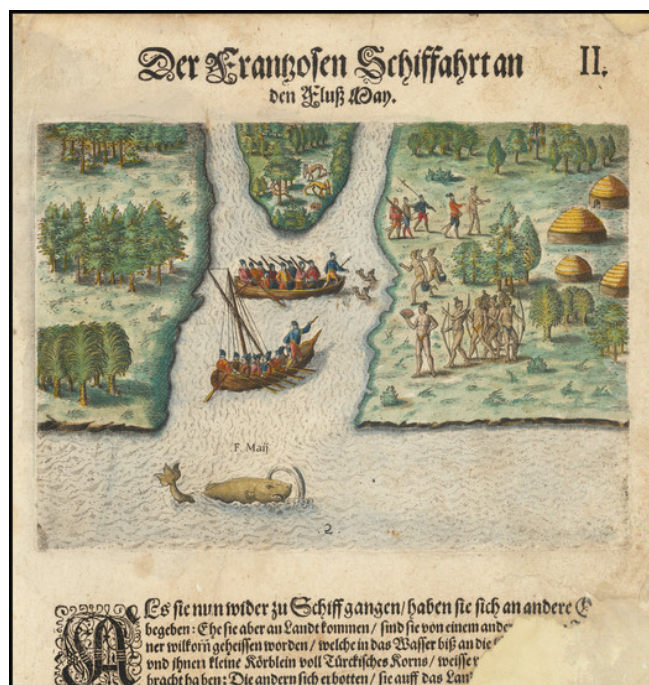 Der Frantzosen Schiffahrt an
II.
den Fluß May.
F. Maij
2
Als sie nun wider zu Schiff gangen / haben sie sich an andere
begeben: Ehe sie aber an Landt kommen / sind sie von einem ander
ner wilkom̄ geheissen worden / welche in das Wasser biß an die
vnd ihnen kleine Körblein voll Türckisches Korns / weisse
bracht haben: Die andern sich erbotten / sie auff das Lan